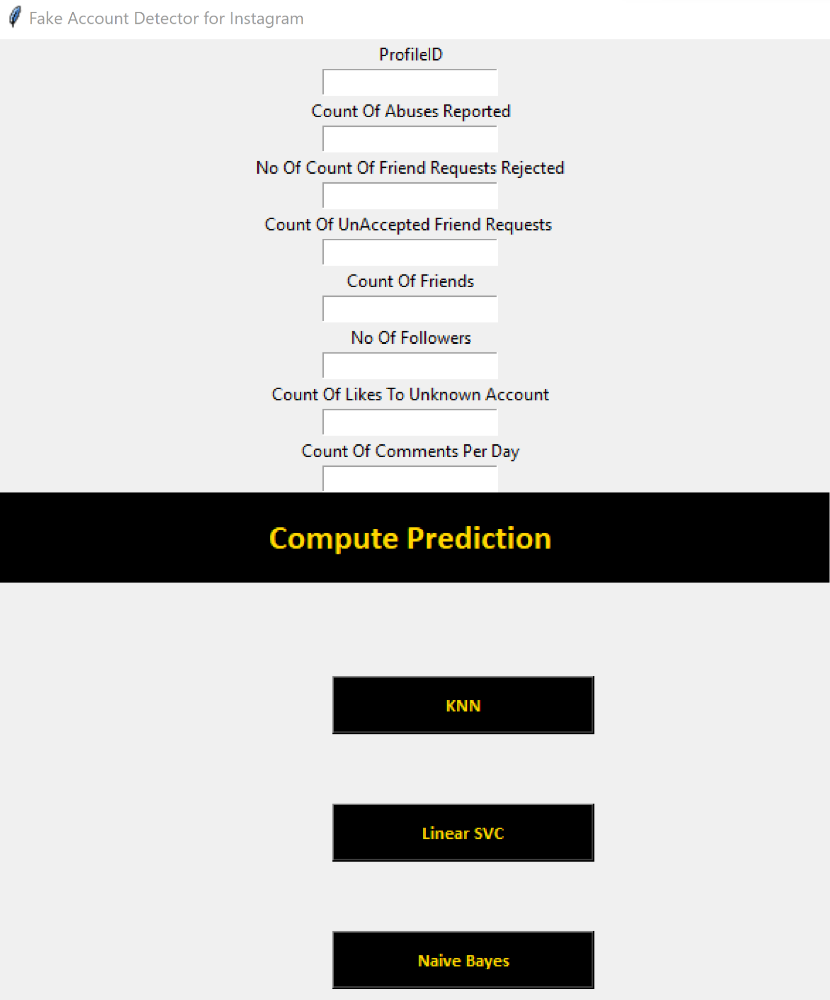 Fake Account Detector for Instagram
ProfileID
Count Of Abuses Reported
No Of Count Of Friend Requests Rejected
Count Of UnAccepted Friend Requests
Count Of Friends
No Of Followers
Count Of Likes To Unknown Account
Count Of Comments Per Day
Compute Prediction
KNN
Linear SVC
Naive Bayes